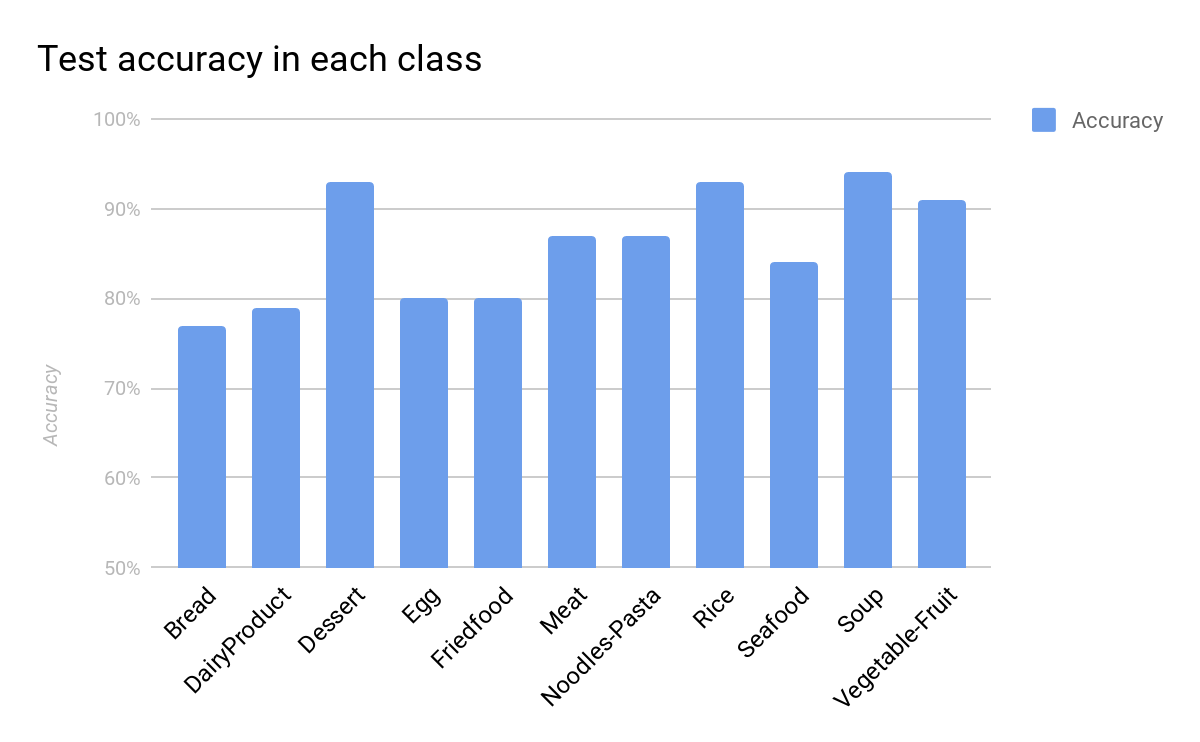 Test accuracy in each class
100%
90%
80%
70%
60%
50%
Accuracy
Accuracy
Bread
DairyProduct
Dessert
Egg
Friedfood
Meat
Noodles-Pasta
Rice
Seafood
Soup
Vegetable-Fruit